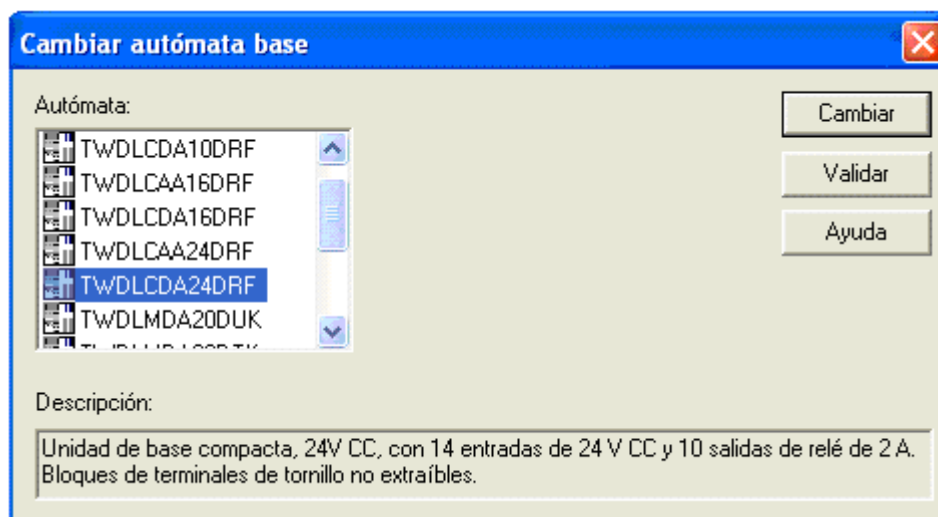 Cambiar autómata base
Autómata:
TWDLCDA10DRF
TWDLCAA16DRF
TWDLCDA16DRF
TWDLCAA24DRF
TWDLCDA24DRF
TWDLMDA20DUK
Cambiar
Validar
Ayuda
Descripción:
Unidad de base compacta, 24V CC, con 14 entradas de 24 V CC y 10 salidas de relé de 2 A.
Bloques de terminales de tornillo no extraíbles.